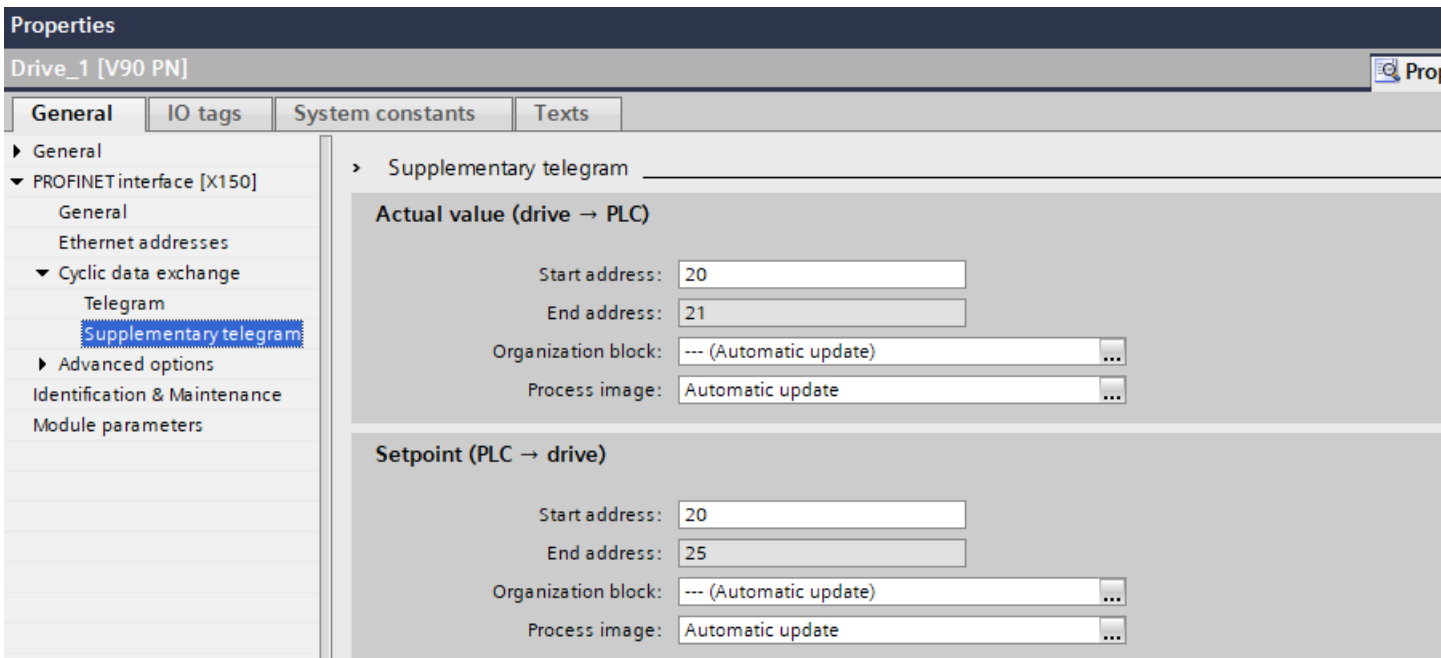 Properties
Drive_1 [V90 PN]
General
IO tags
System constants
Texts
General
PROFINET interface [X150]
General
Ethernet addresses
Cyclic data exchange
Telegram
Supplementary telegram
Advanced options
Identification & Maintenance
Module parameters
Supplementary telegram
Actual value (drive → PLC)
Start address: 20
End address: 21
Organization block: --- (Automatic update) ...
Process image: Automatic update ...
Setpoint (PLC → drive)
Start address: 20
End address: 25
Organization block: --- (Automatic update) ...
Process image: Automatic update ...